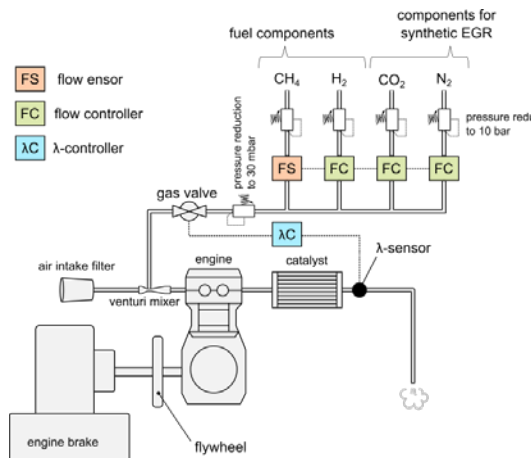 components for
synthetic EGR
fuel components
CH₄
H₂
CO₂
N₂
FS flow ensor
FC flow controller
λC λ-controller
pressure reduction
to 30 mbar
pressure redu
to 10 bar
FS
FC
FC
FC
gas valve
λC
λ-sensor
air intake filter
engine
catalyst
venturi mixer
flywheel
engine brake